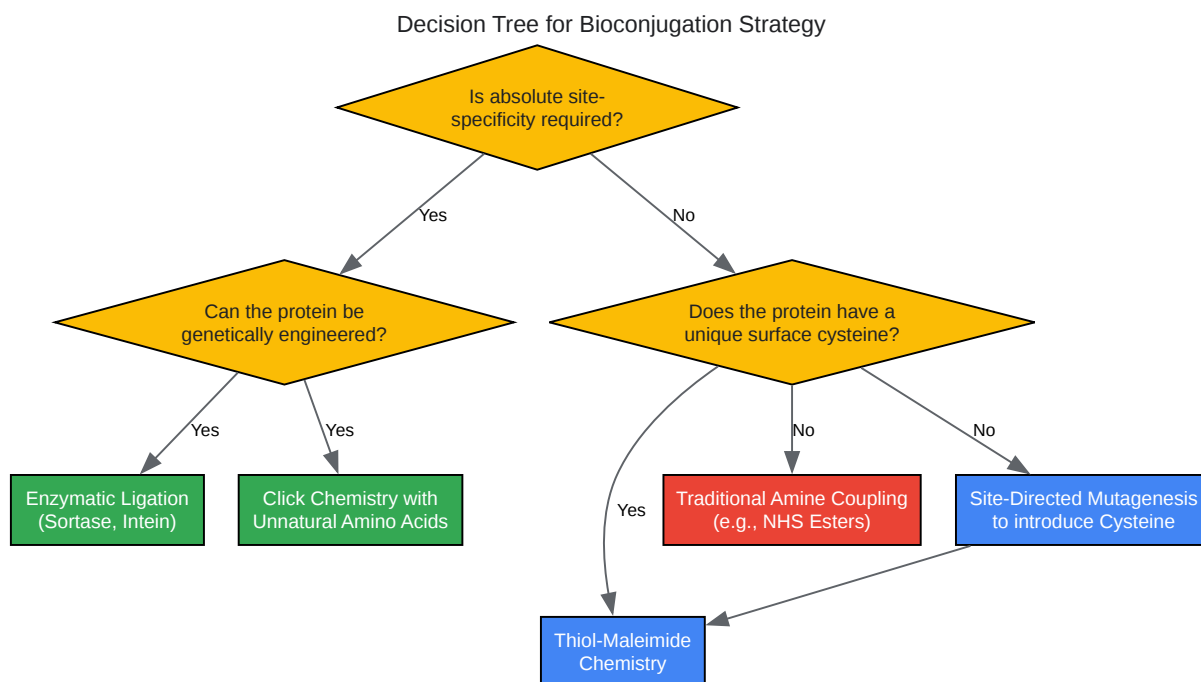 Decision Tree for Bioconjugation Strategy
Is absolute site-
specificity required?
Yes
No
Can the protein be
genetically engineered?
Does the protein have a
unique surface cysteine?
Yes
Yes
No
No
Enzymatic Ligation
(Sortase, Intein)
Click Chemistry with
Unnatural Amino Acids
Traditional Amine Coupling
(e.g., NHS Esters)
Site-Directed Mutagenesis
to introduce Cysteine
Yes
Thiol-Maleimide
Chemistry